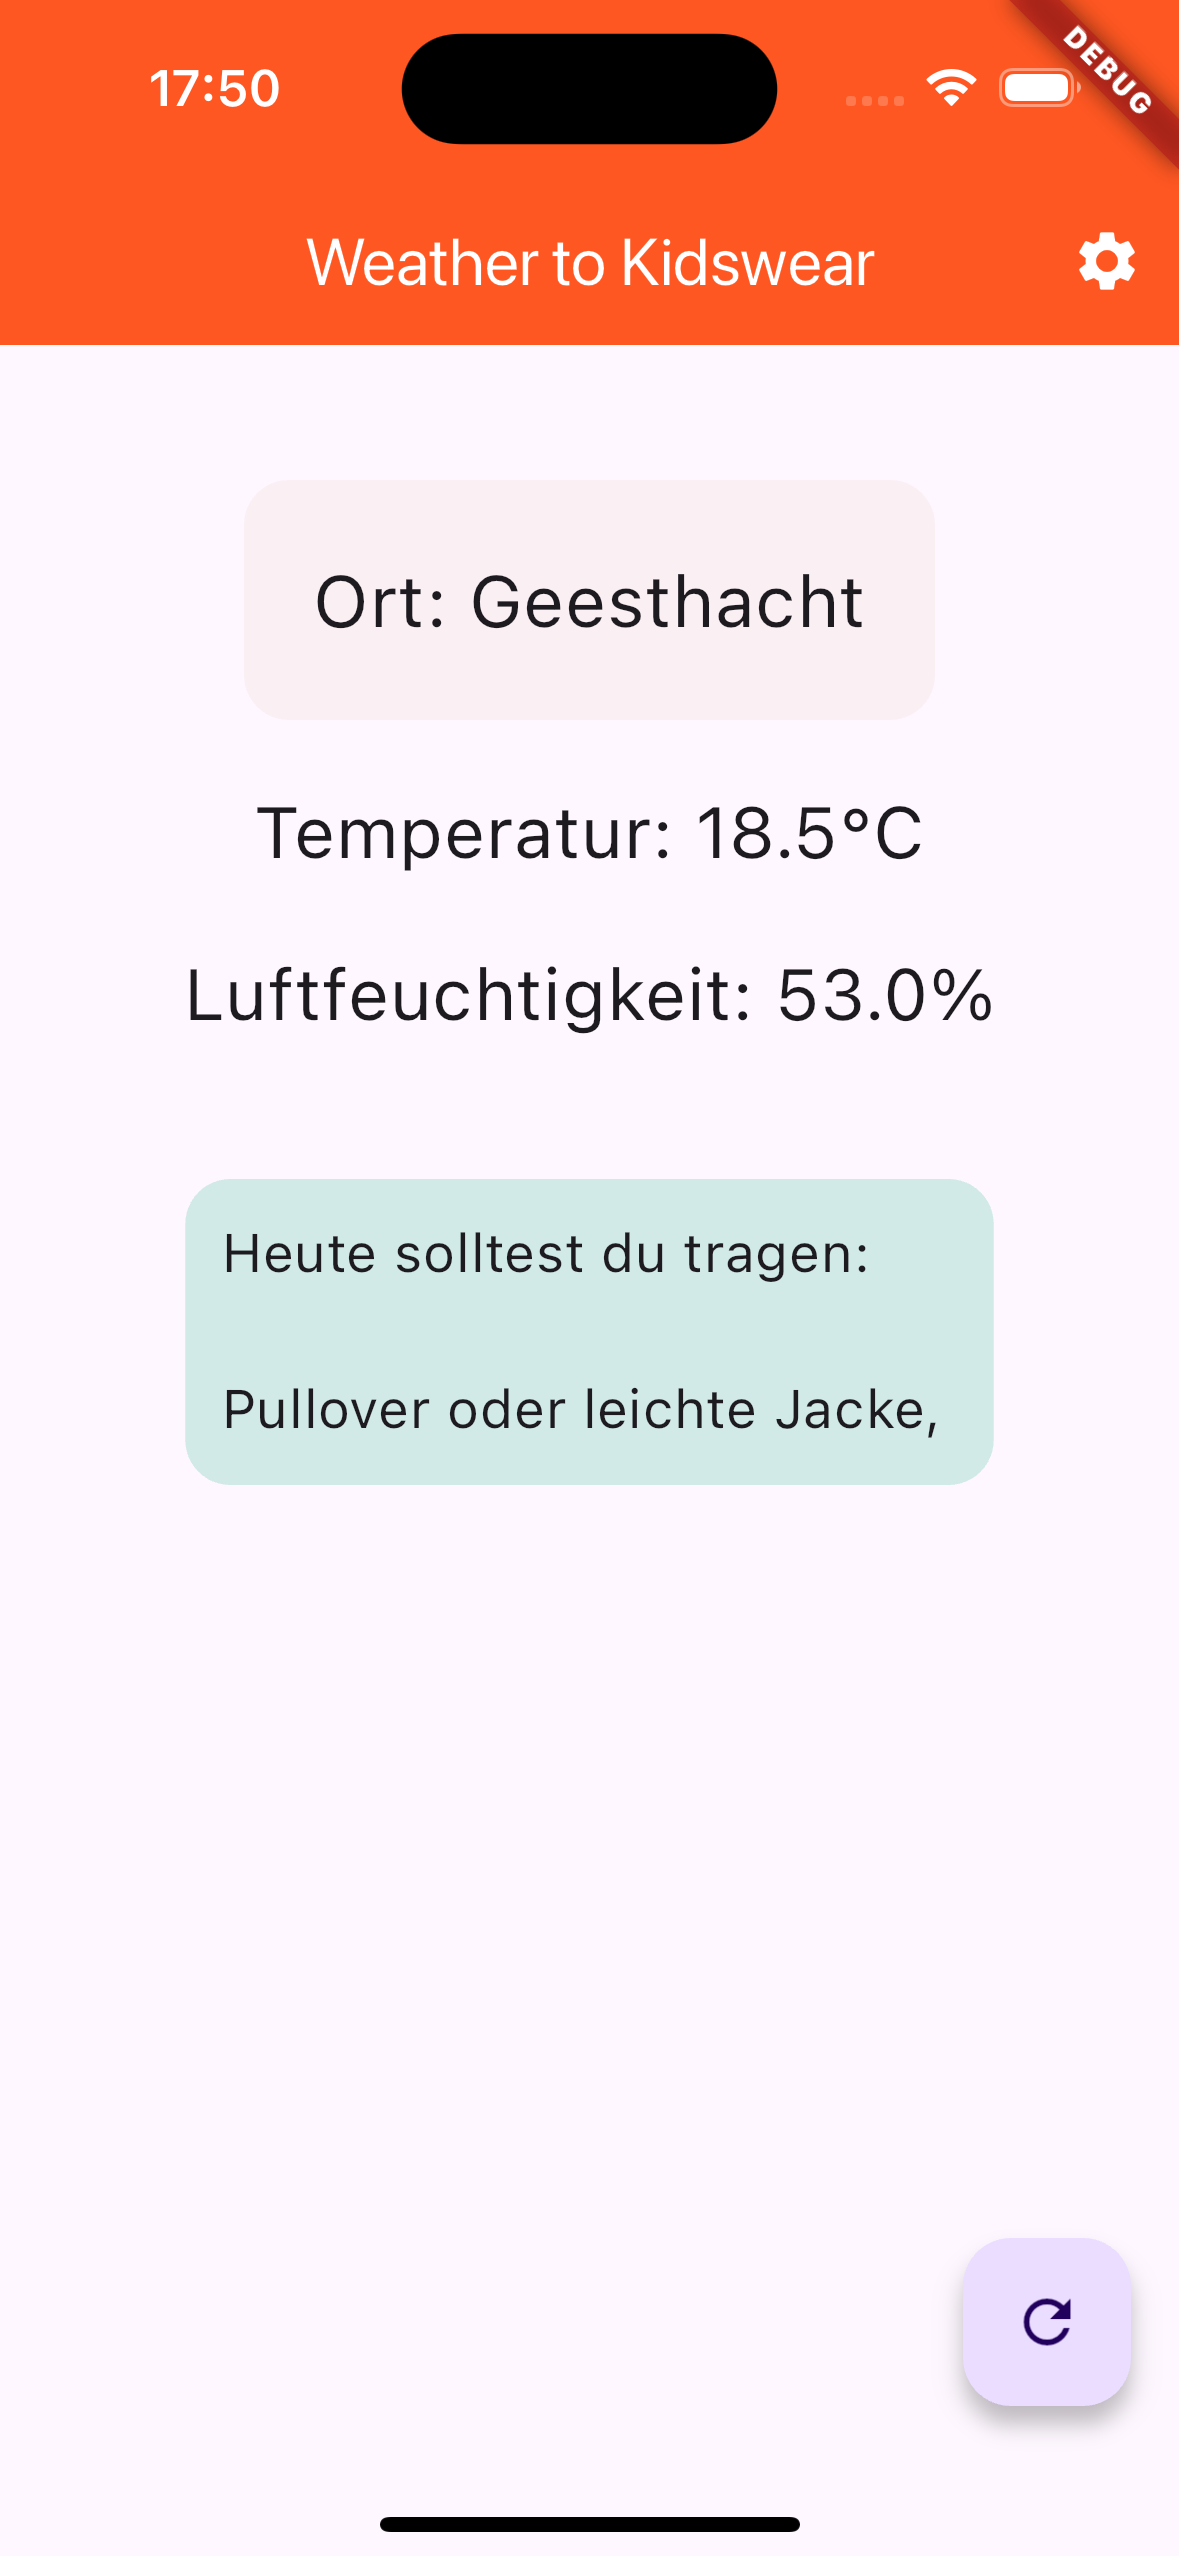 17:50
DEBUG
Weather to Kidswear
Ort: Geesthacht
Temperatur: 18.5°C
Luftfeuchtigkeit: 53.0%
Heute solltest du tragen:
Pullover oder leichte Jacke,